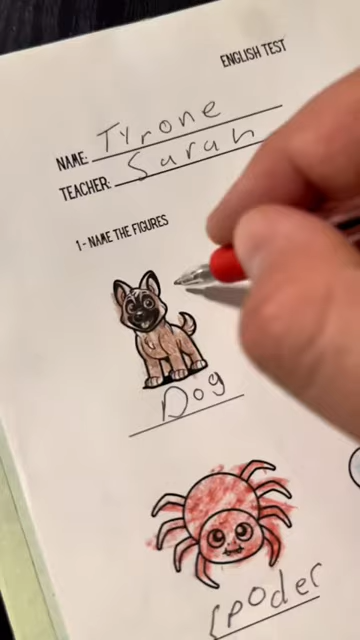 ENGLISH TEST
NAME: Tyrone
TEACHER: Sarah
1- NAME THE FIGURES
Dog
spoder